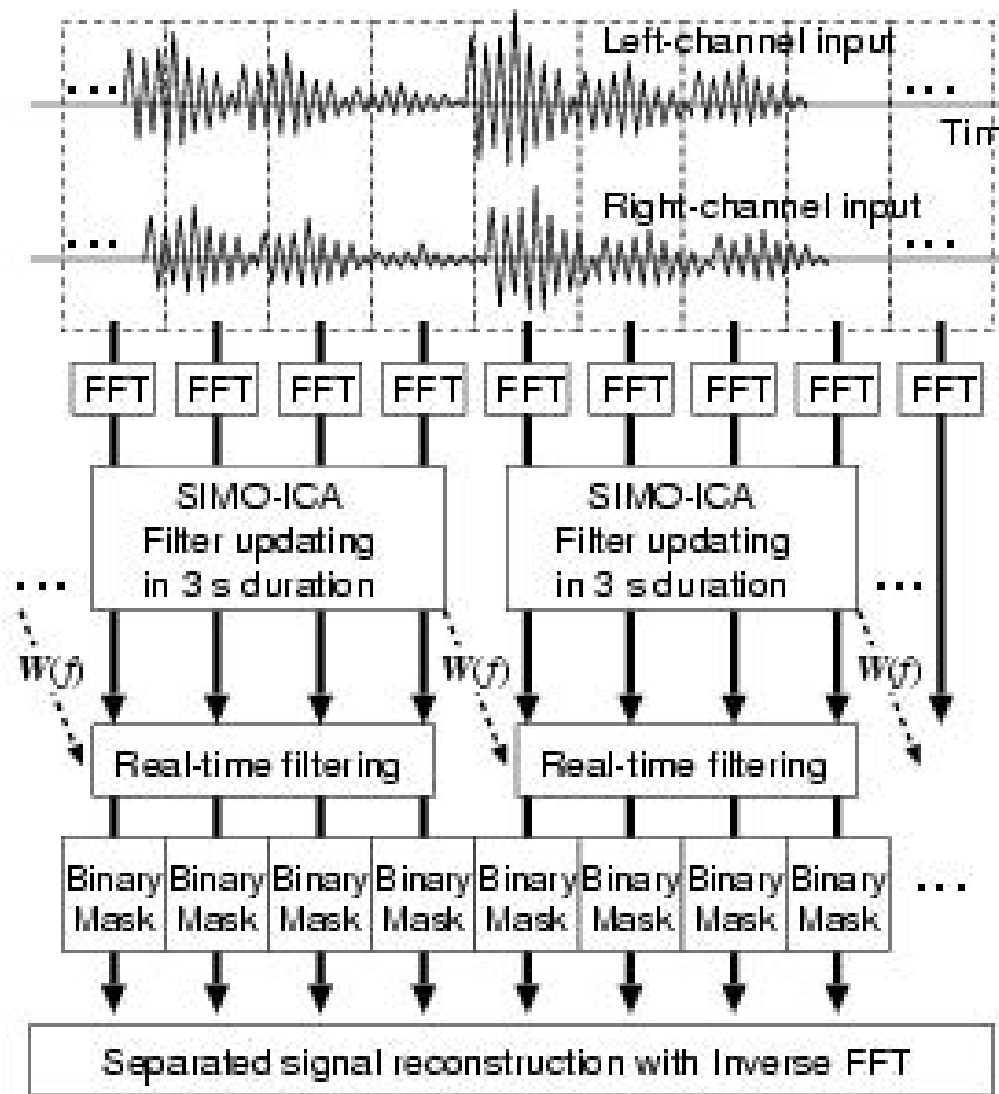 Left-channel input
... ...
Tim
Right-channel input
... ...
FFT FFT FFT FFT FFT FFT FFT FFT FFT
SIMO-ICA SIMO-ICA
Filter updating Filter updating
in 3 s duration in 3 s duration
... ...
W(f) W(f) W(f)
Real-time filtering Real-time filtering
Binary Binary Binary Binary Binary Binary Binary Binary
Mask Mask Mask Mask Mask Mask Mask Mask
...
Separated signal reconstruction with Inverse FFT